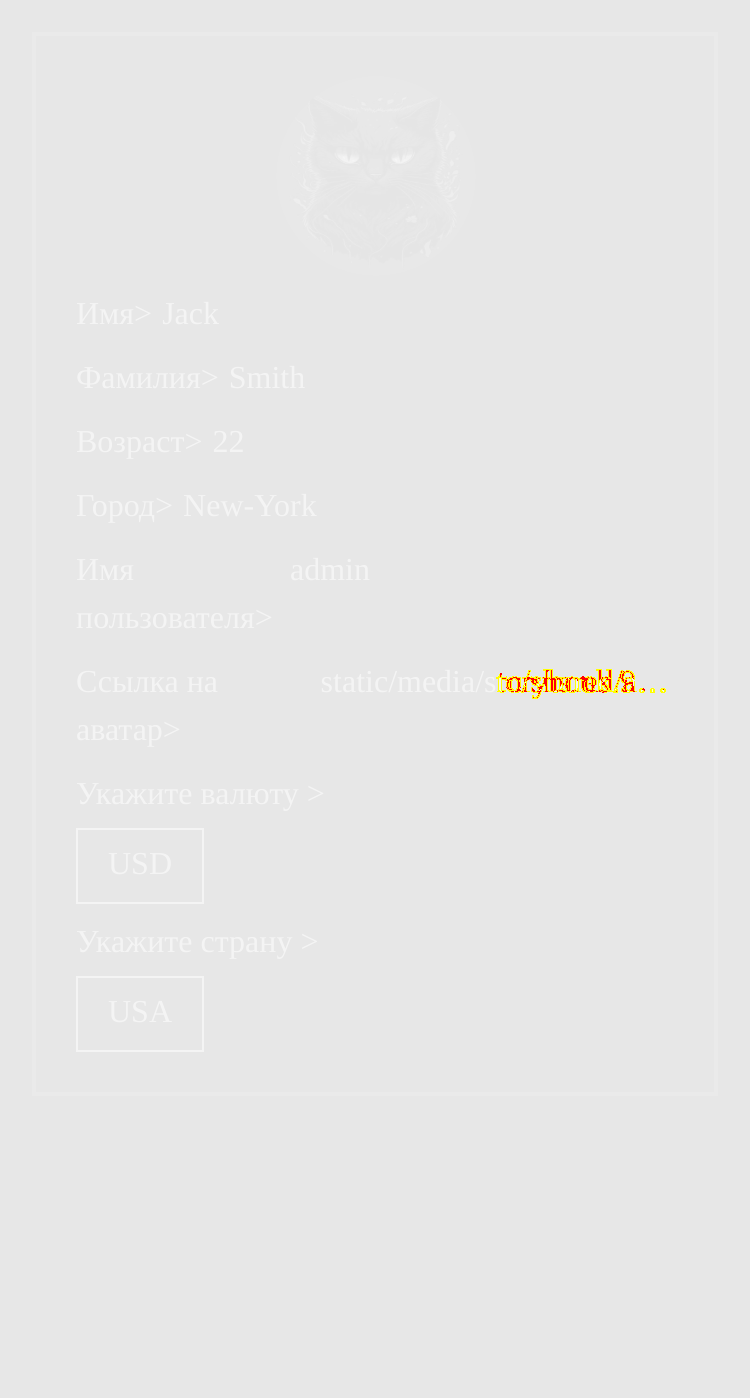 Имя> Jack
Фамилия> Smith
Возраст> 22
Город> New-York
Имя пользователя> admin
Ссылка на аватар> static/media/
Укажите валюту >
USD
Укажите страну >
USA